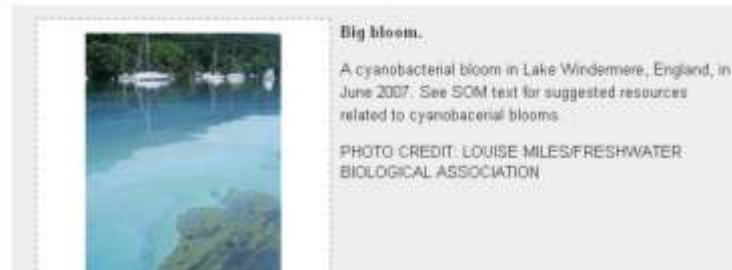 Big bloom.
A cyanobacterial bloom in Lake Windermere, England, in
June 2007. See SOM text for suggested resources
related to cyanobacerial blooms.
PHOTO CREDIT: LOUISE MILES/FRESHWATER
BIOLOGICAL ASSOCIATION